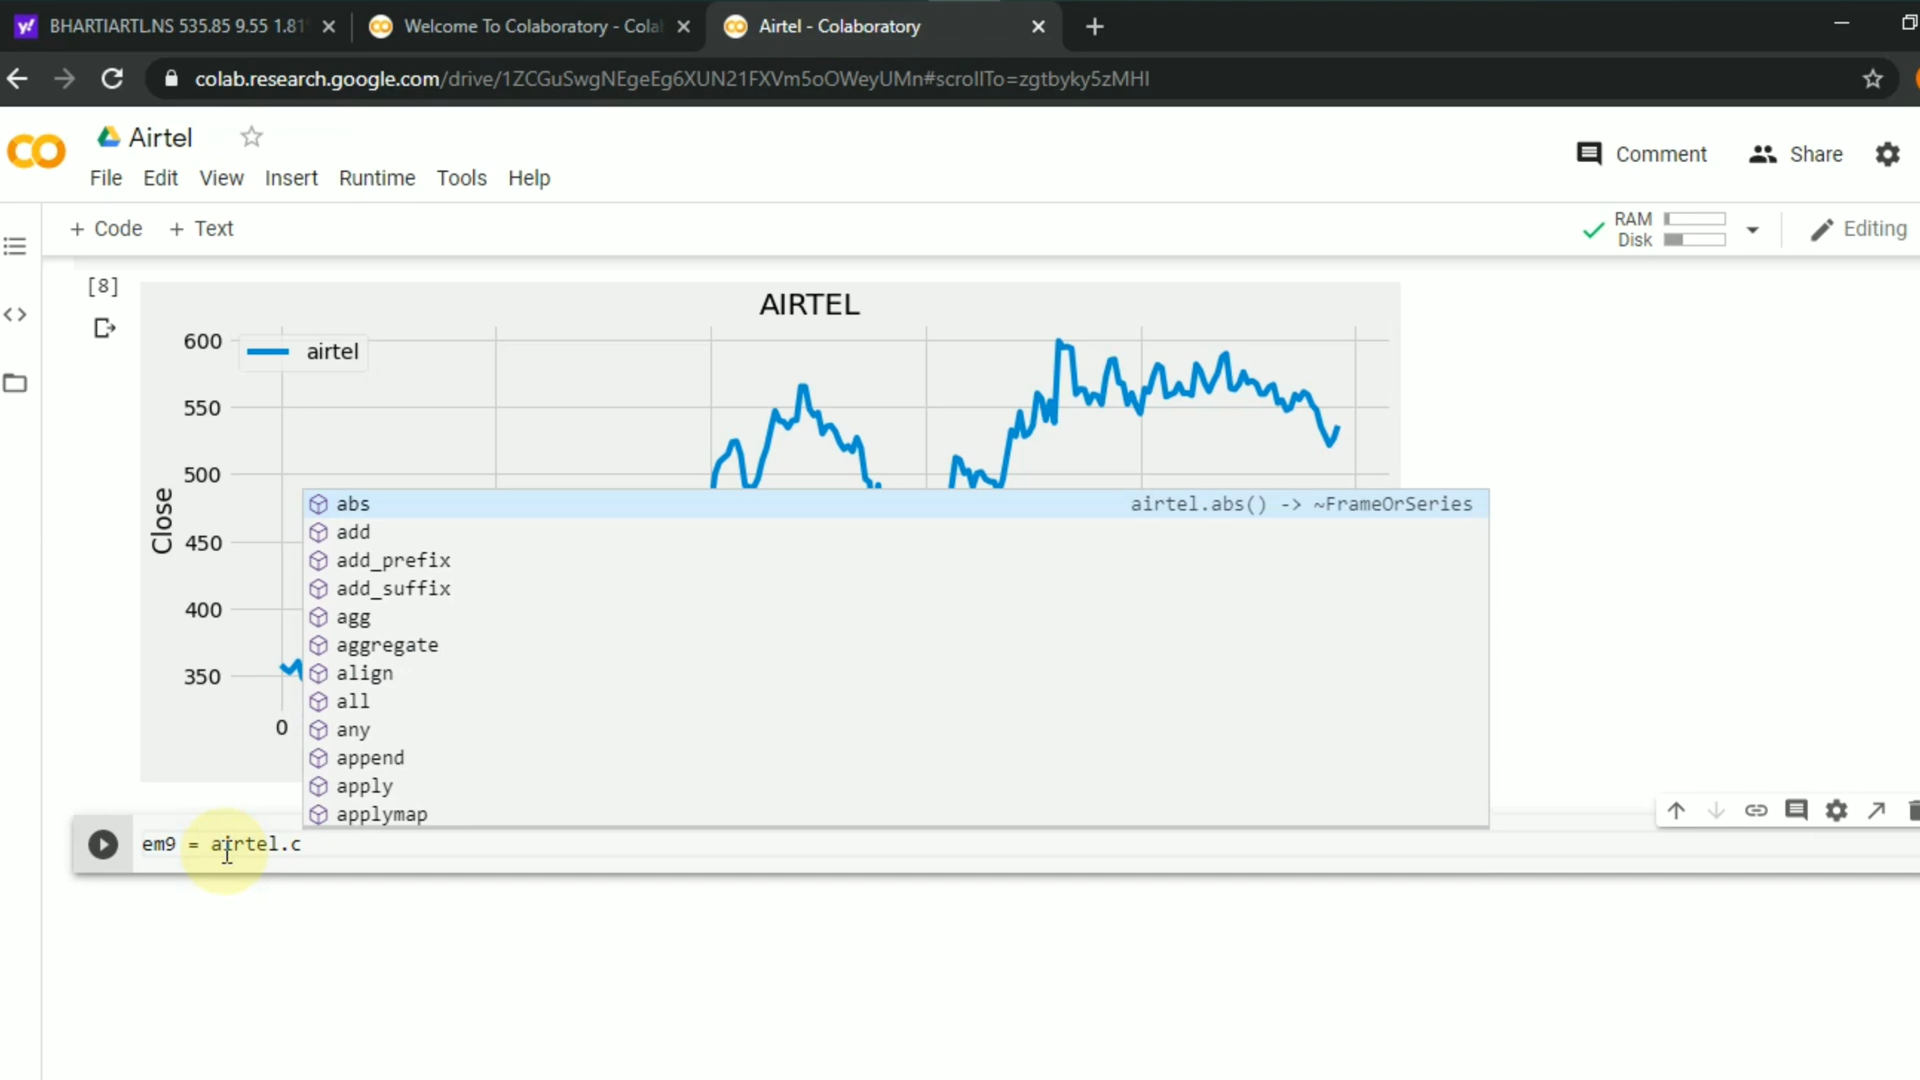 BHARTIARTL.NS 535.85 9.55 1.81
Welcome To Colaboratory - Cola
Airtel - Colaboratory
colab.research.google.com/drive/1ZCGuSwgNEgeEg6XUN21FXVm5oOWeyUMn#scrollTo=zgtbyky5zMHI
Airtel
Comment
Share
File Edit View Insert Runtime Tools Help
+ Code + Text
RAM
Disk
Editing
[8]
AIRTEL
600
airtel
550
500
Close
450
400
350
0
abs airtel.abs() -> ~FrameOrSeries
add
add_prefix
add_suffix
agg
aggregate
align
all
any
append
apply
applymap
em9 = airtel.c